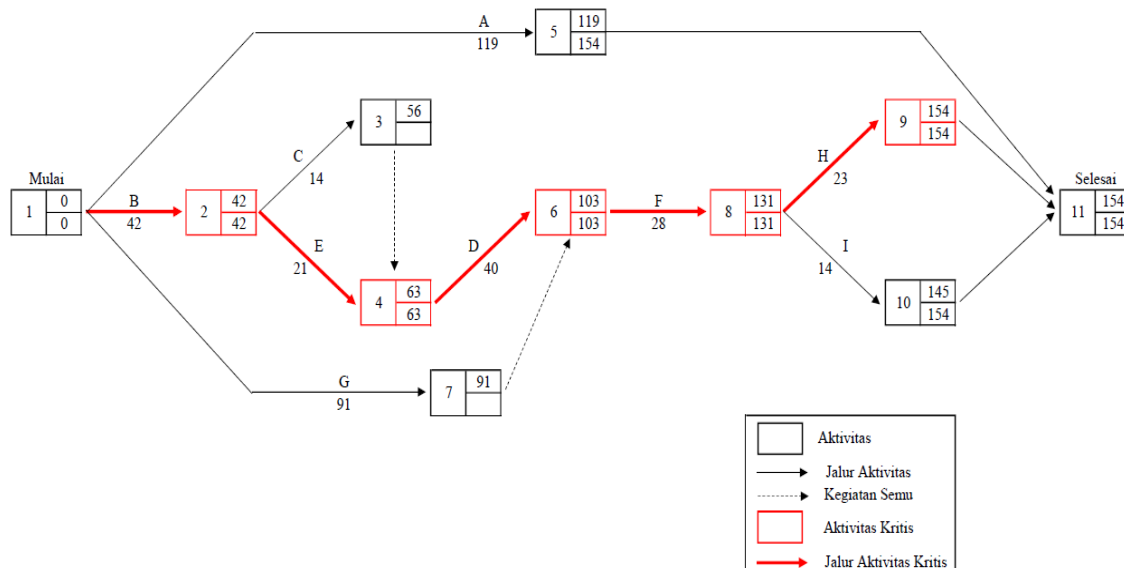 A
119
5
119
154
3
56
9
154
154
C
14
H
23
Mulai
1
0
0
B
42
2
42
42
6
103
103
F
28
8
131
131
Selesai
11
154
154
E
21
D
40
I
14
4
63
63
10
145
154
G
91
7
91
Aktivitas
Jalur Aktivitas
Kegiatan Semu
Aktivitas Kritis
Jalur Aktivitas Kritis